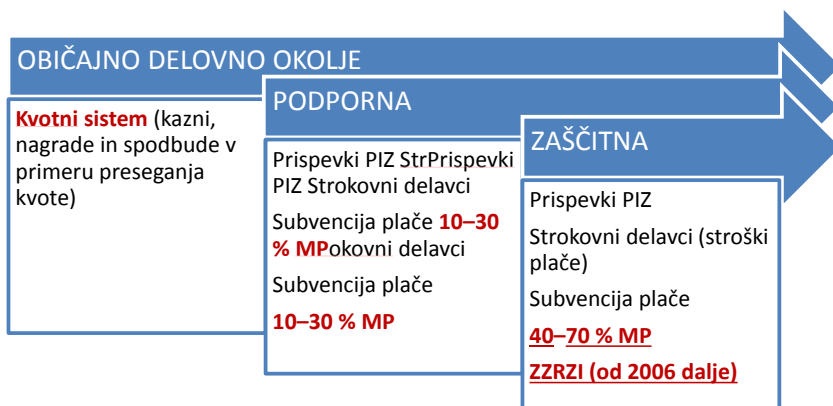 OBIČAJNO DELOVNO OKOLJE
Kvotni sistem (kazni,
nagrade in spodbude v
primeru preseganja
kvote)
PODPORNA
Prispevki PIZ StrPrispevki
PIZ Strokovni delavci
Subvencija plače 10–30
% MPokovni delavci
Subvencija plače
10–30 % MP
ZAŠČITNA
Prispevki PIZ
Strokovni delavci (stroški
plače)
Subvencija plače
40–70 % MP
ZZRZI (od 2006 dalje)